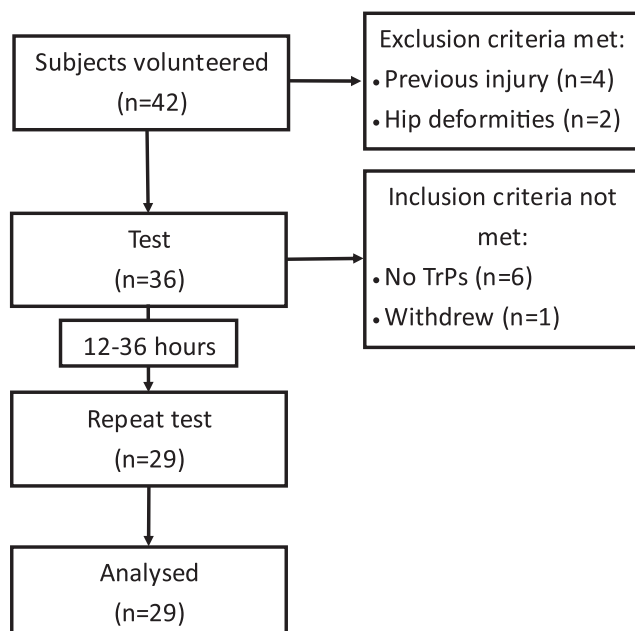 Subjects volunteered
(n=42)
Exclusion criteria met:
• Previous injury (n=4)
• Hip deformities (n=2)
Test
(n=36)
Inclusion criteria not
met:
• No TrPs (n=6)
• Withdrew (n=1)
12-36 hours
Repeat test
(n=29)
Analysed
(n=29)